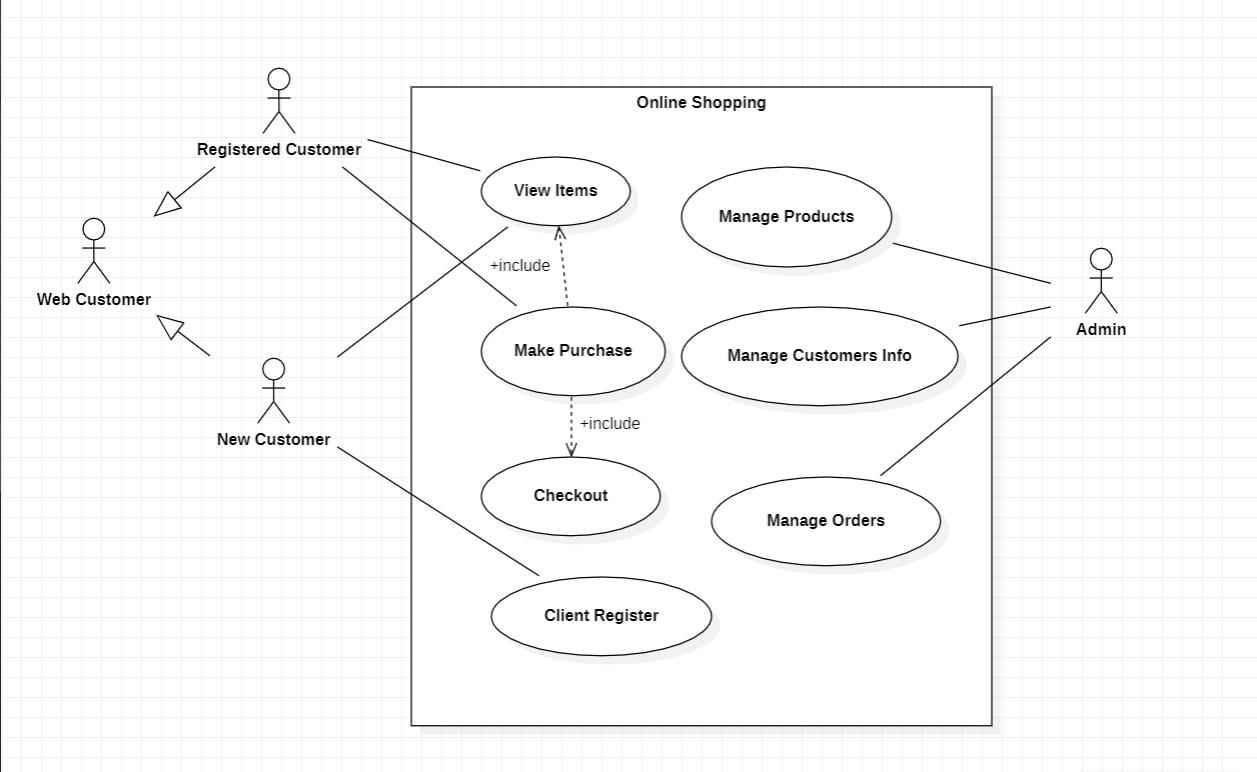 Online Shopping
Registered Customer
View Items
Manage Products
+include
Web Customer
Admin
Make Purchase
Manage Customers Info
+include
New Customer
Checkout
Manage Orders
Client Register